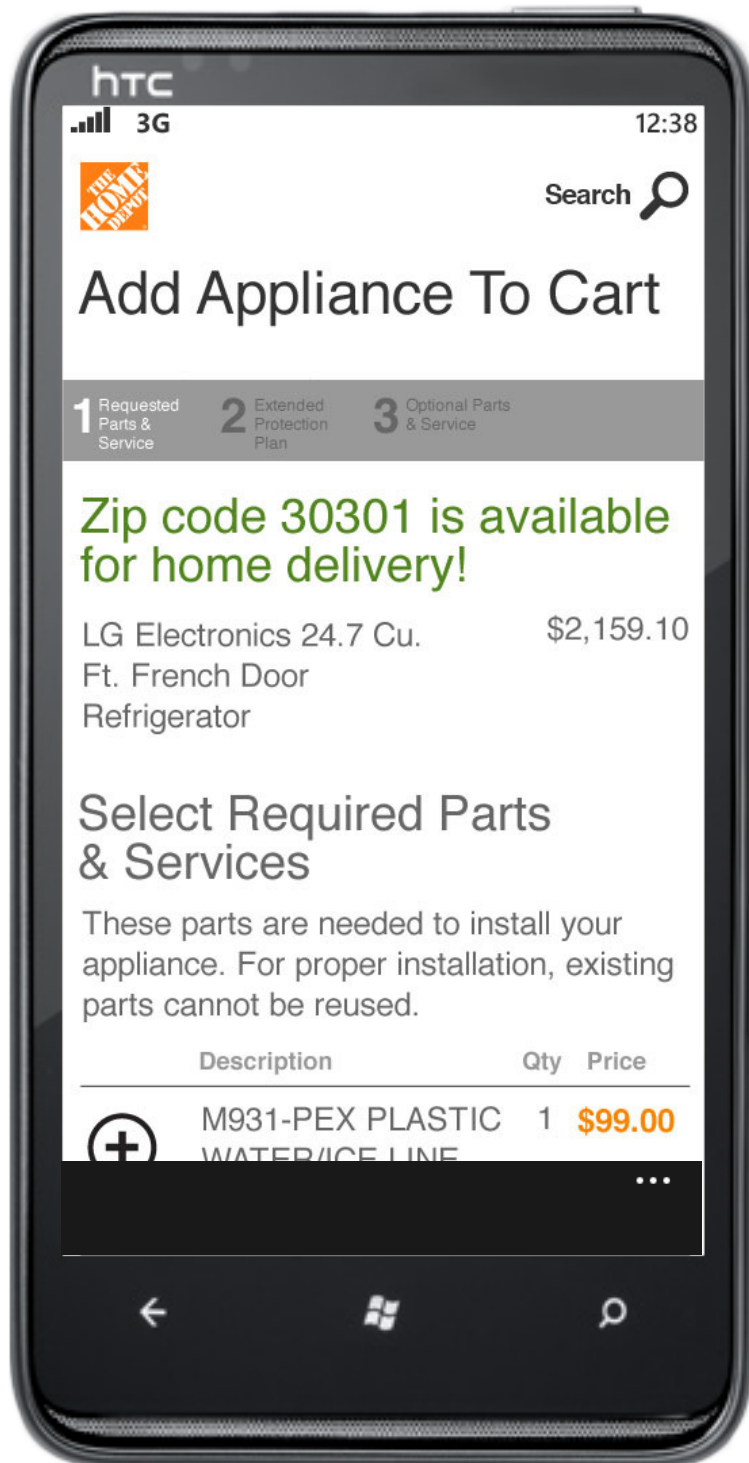 hTC
3G
12:38
THE
HOME
DEPOT
Search
Add Appliance To Cart
1 Requested
Parts &
Service
2 Extended
Protection
Plan
3 Optional Parts
& Service
Zip code 30301 is available
for home delivery!
LG Electronics 24.7 Cu. $2,159.10
Ft. French Door
Refrigerator
Select Required Parts
& Services
These parts are needed to install your
appliance. For proper installation, existing
parts cannot be reused.
Description Qty Price
M931-PEX PLASTIC 1 $99.00
WATER/ICE LINE
...